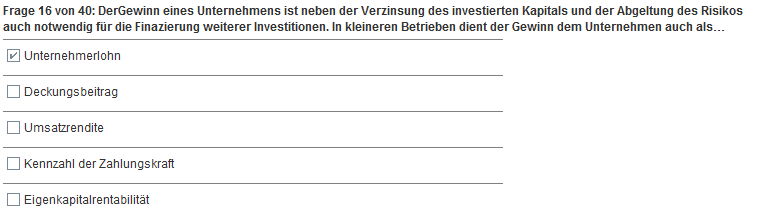 Frage 16 von 40: DerGewinn eines Unternehmens ist neben der Verzinsung des investierten Kapitals und der Abgeltung des Risikos
auch notwendig für die Finazierung weiterer Investitionen. In kleineren Betrieben dient der Gewinn dem Unternehmen auch als...
Unternehmerlohn
Deckungsbeitrag
Umsatzrendite
Kennzahl der Zahlungskraft
Eigenkapitalrentabilität